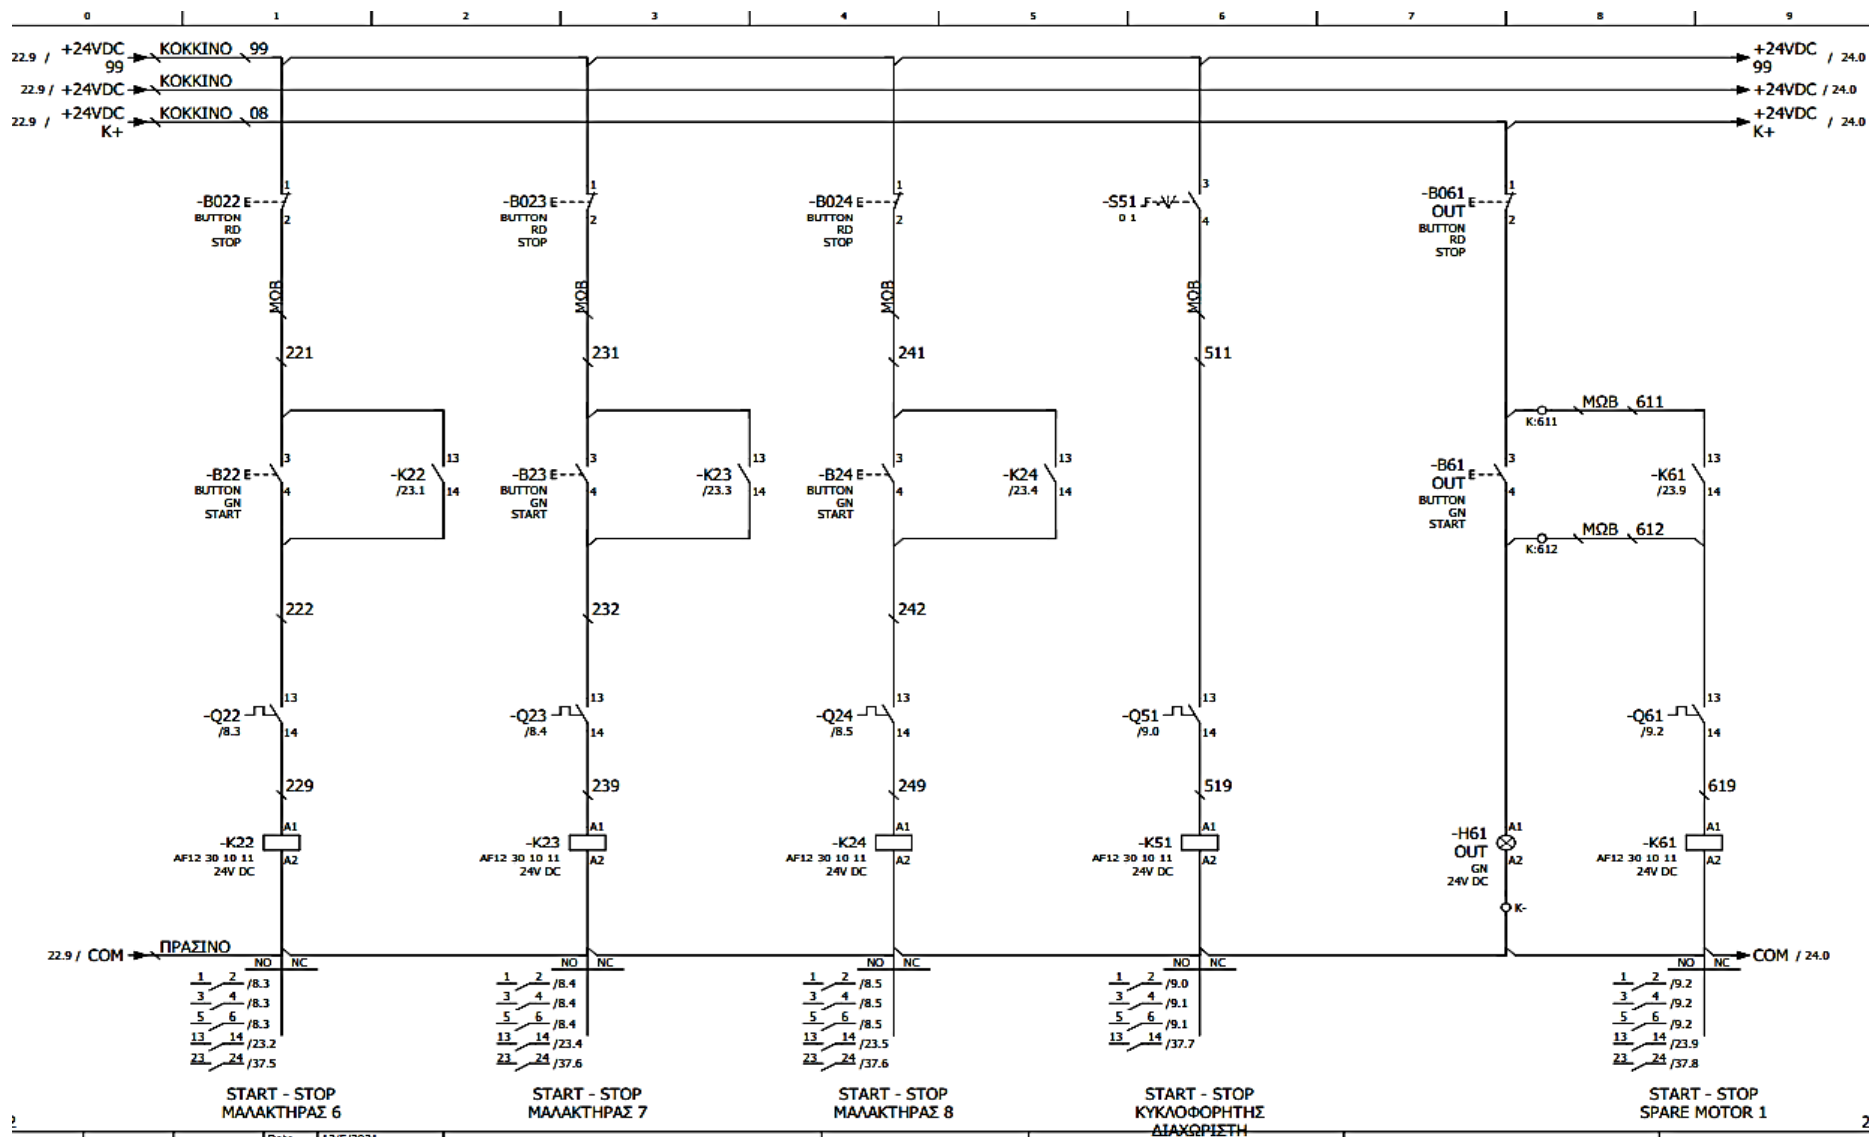 0 1 2 3 4 5 6 7 8 9
22.9 / +24VDC 99 ΚΟΚΚΙΝΟ 99 +24VDC 99 / 24.0
22.9 / +24VDC ΚΟΚΚΙΝΟ +24VDC / 24.0
22.9 / +24VDC K+ ΚΟΚΚΙΝΟ 08 +24VDC K+ / 24.0
1 1 1 3 1
-B022 -B023 -B024 -S51 -B061
2 2 2 0 1 4 OUT 2
BUTTON BUTTON BUTTON BUTTON
RD RD RD RD
STOP STOP STOP STOP
ΜΩΒ ΜΩΒ ΜΩΒ ΜΩΒ
221 231 241 511
ΜΩΒ 611
K:611
3 13 3 13 3 13 3 13
-B22 -K22 -B23 -K23 -B24 -K24 -B61 -K61
4 /23.1 14 4 /23.3 14 4 /23.4 14 OUT 4 /23.9 14
BUTTON BUTTON BUTTON BUTTON
GN GN GN GN
START START START START
ΜΩΒ 612
K:612
222 232 242
13 13 13 13 13
-Q22 -Q23 -Q24 -Q51 -Q61
/8.3 14 /8.4 14 /8.5 14 /9.0 14 /9.2 14
229 239 249 519 619
A1 A1 A1 A1 A1 A1
-K22 -K23 -K24 -K51 -H61 -K61
A2 A2 A2 A2 OUT A2 A2
AF12 30 10 11 AF12 30 10 11 AF12 30 10 11 AF12 30 10 11 GN AF12 30 10 11
24V DC 24V DC 24V DC 24V DC 24V DC 24V DC
K-
22.9 / COM ΠΡΑΣΙΝΟ COM / 24.0
NO NC NO NC NO NC NO NC NO NC
1 2 /8.3 1 2 /8.4 1 2 /8.5 1 2 /9.0 1 2 /9.2
3 4 /8.3 3 4 /8.4 3 4 /8.5 3 4 /9.1 3 4 /9.2
5 6 /8.3 5 6 /8.4 5 6 /8.5 5 6 /9.1 5 6 /9.2
13 14 /23.2 13 14 /23.4 13 14 /23.5 13 14 /37.7 13 14 /23.9
23 24 /37.5 23 24 /37.6 23 24 /37.6 23 24 /37.8
START - STOP START - STOP START - STOP START - STOP START - STOP
ΜΑΛΑΚΤΗΡΑΣ 6 ΜΑΛΑΚΤΗΡΑΣ 7 ΜΑΛΑΚΤΗΡΑΣ 8 ΚΥΚΛΟΦΟΡΗΤΗΣ SPARE MOTOR 1
ΔΙΑΧΩΡΙΣΤΗ